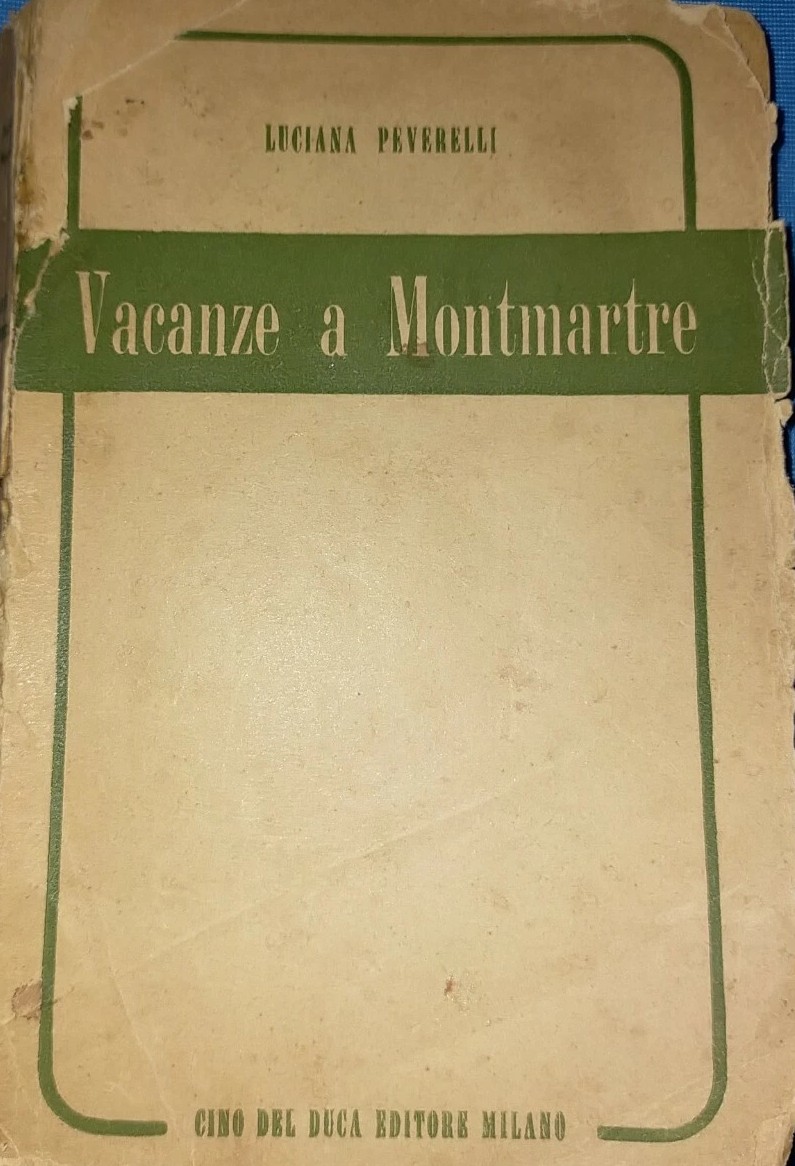 LUCIANA PEVERELLI
Vacanze a Montmartre
CINO DEL DUCA EDITORE MILANO